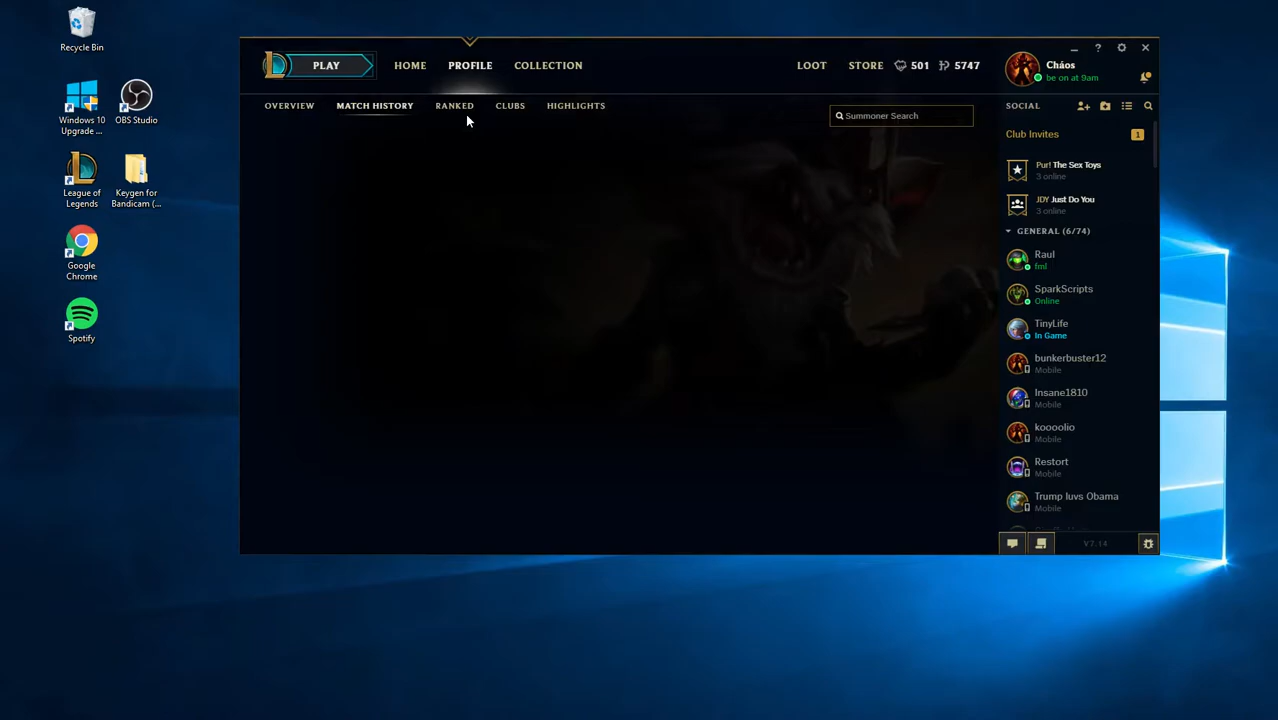 Recycle Bin
Windows 10
Upgrade ...
OBS Studio
League of
Legends
Keygen for
Bandicam (...
Google
Chrome
Spotify
PLAY
HOME
PROFILE
COLLECTION
LOOT
STORE
501
5747
?
Cháos
be on at 9am
OVERVIEW
MATCH HISTORY
RANKED
CLUBS
HIGHLIGHTS
Summoner Search
SOCIAL
Club Invites
1
Pur! The Sex Toys
3 online
JDY Just Do You
3 online
GENERAL (6/74)
Raul
fml
SparkScripts
Online
TinyLife
In Game
bunkerbuster12
Mobile
Insane1810
Mobile
koooolio
Mobile
Restort
Mobile
Trump luvs Obama
Mobile
V7.14